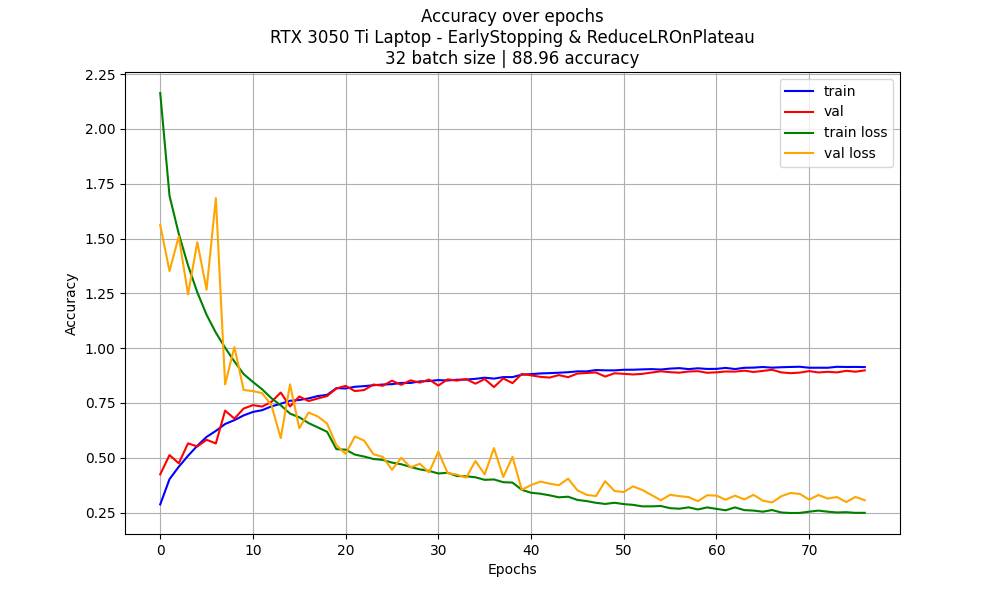 Accuracy over epochs
RTX 3050 Ti Laptop - EarlyStopping & ReduceLROnPlateau
32 batch size | 88.96 accuracy
2.25
2.00
1.75
1.50
1.25
1.00
0.75
0.50
0.25
Accuracy
train
val
train loss
val loss
0 10 20 30 40 50 60 70
Epochs